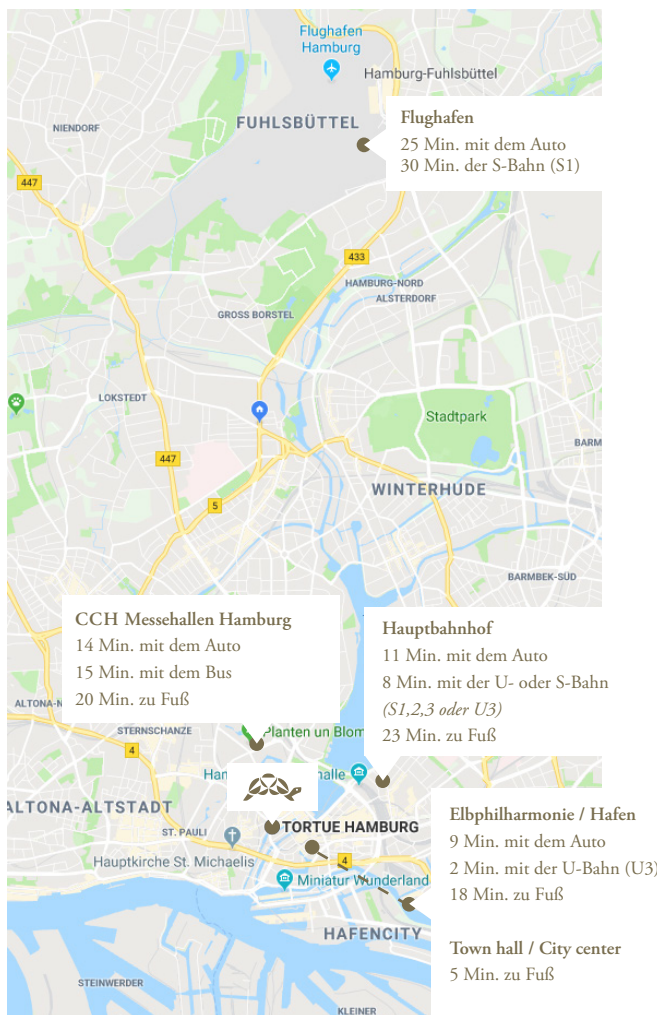 Flughafen
Hamburg
Hamburg-Fuhlsbüttel
FUHLSBÜTTEL
NIENDORF
Flughafen
25 Min. mit dem Auto
30 Min. der S-Bahn (S1)
447
433
HAMBURG-NORD
ALSTERDORF
GROSS BORSTEL
LOKSTEDT
Stadtpark
BARM
447
WINTERHUDE
5
BARMBEK-SÜD
CCH Messehallen Hamburg
14 Min. mit dem Auto
15 Min. mit dem Bus
20 Min. zu Fuß
Hauptbahnhof
11 Min. mit dem Auto
8 Min. mit der U- oder S-Bahn
(S1,2,3 oder U3)
23 Min. zu Fuß
ALTONA-N
STERNSCHANZE
Planten un Blom
4
Han
halle
ALTONA-ALTSTADT
ST. PAULI
TORTUE HAMBURG
Hauptkirche St. Michaelis
4
Miniatur Wunderland
Elbphilharmonie / Hafen
9 Min. mit dem Auto
2 Min. mit der U-Bahn (U3)
18 Min. zu Fuß
HAFENCITY
Town hall / City center
5 Min. zu Fuß
STEINWERDER
KLEINER